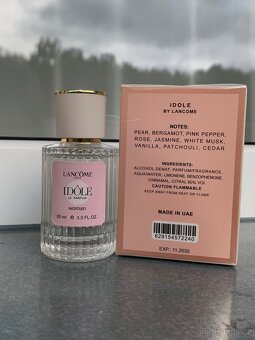 LANCÔME
IDÔLE
LE PARFUM
woman
60 ml ℮ 3.3 FL.OZ
IDOLE
BY LANCOME
NOTES:
PEAR, BERGAMOT, PINK PEPPER,
ROSE, JASMINE, WHITE MUSK,
VANILLA, PATCHOULI, CEDAR
INGREDIENTS:
ALCOHOL DENAT, PARFUM/FRAGRANCE,
AQUA/WATER, LIMONENE, BENZOPHENONE,
CINNAMAL, CITRAL 80% VOL
CAUTION FLAMMABLE
KEEP AWAY FROM HEAT OR FLAME
MADE IN UAE
EXP: 11.2030
629154572240